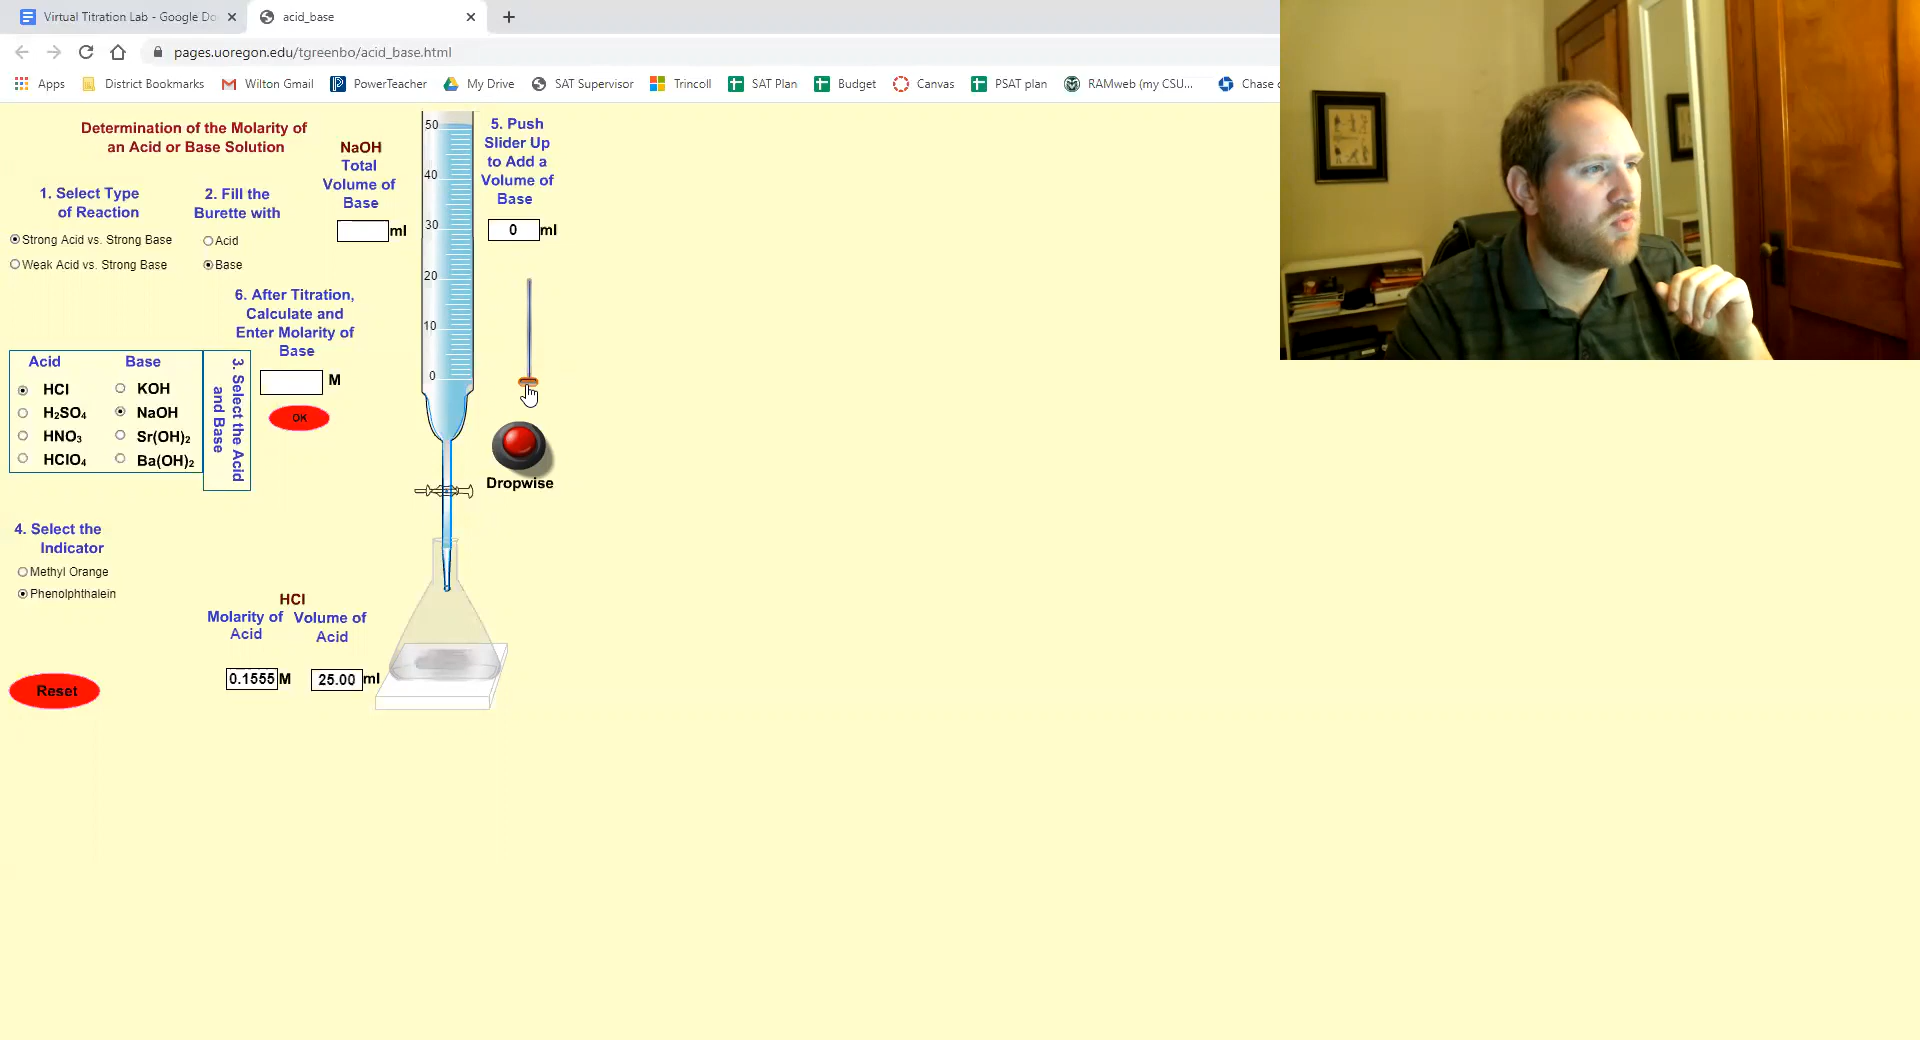 Virtual Titration Lab - Google Do
acid_base
pages.uoregon.edu/tgreenbo/acid_base.html
Apps
District Bookmarks
Wilton Gmail
PowerTeacher
My Drive
SAT Supervisor
Trincoll
SAT Plan
Budget
Canvas
PSAT plan
RAMweb (my CSU...
Chase
Determination of the Molarity of
an Acid or Base Solution
1. Select Type
of Reaction
Strong Acid vs. Strong Base
Weak Acid vs. Strong Base
2. Fill the
Burette with
Acid
Base
NaOH
Total
Volume of
Base
ml
50
40
30
20
10
0
5. Push
Slider Up
to Add a
Volume of
Base
0 ml
Dropwise
6. After Titration,
Calculate and
Enter Molarity of
Base
M
OK
Acid Base
HCl KOH
H₂SO₄ NaOH
HNO₃ Sr(OH)₂
HClO₄ Ba(OH)₂
3. Select the Acid
and Base
4. Select the
Indicator
Methyl Orange
Phenolphthalein
HCl
Molarity of
Acid
Volume of
Acid
0.1555 M
25.00 ml
Reset